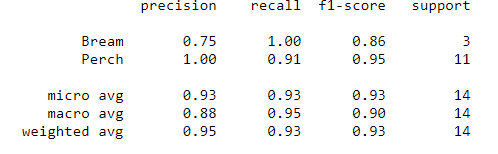 precision recall f1-score support
Bream 0.75 1.00 0.86 3
Perch 1.00 0.91 0.95 11
micro avg 0.93 0.93 0.93 14
macro avg 0.88 0.95 0.90 14
weighted avg 0.95 0.93 0.93 14